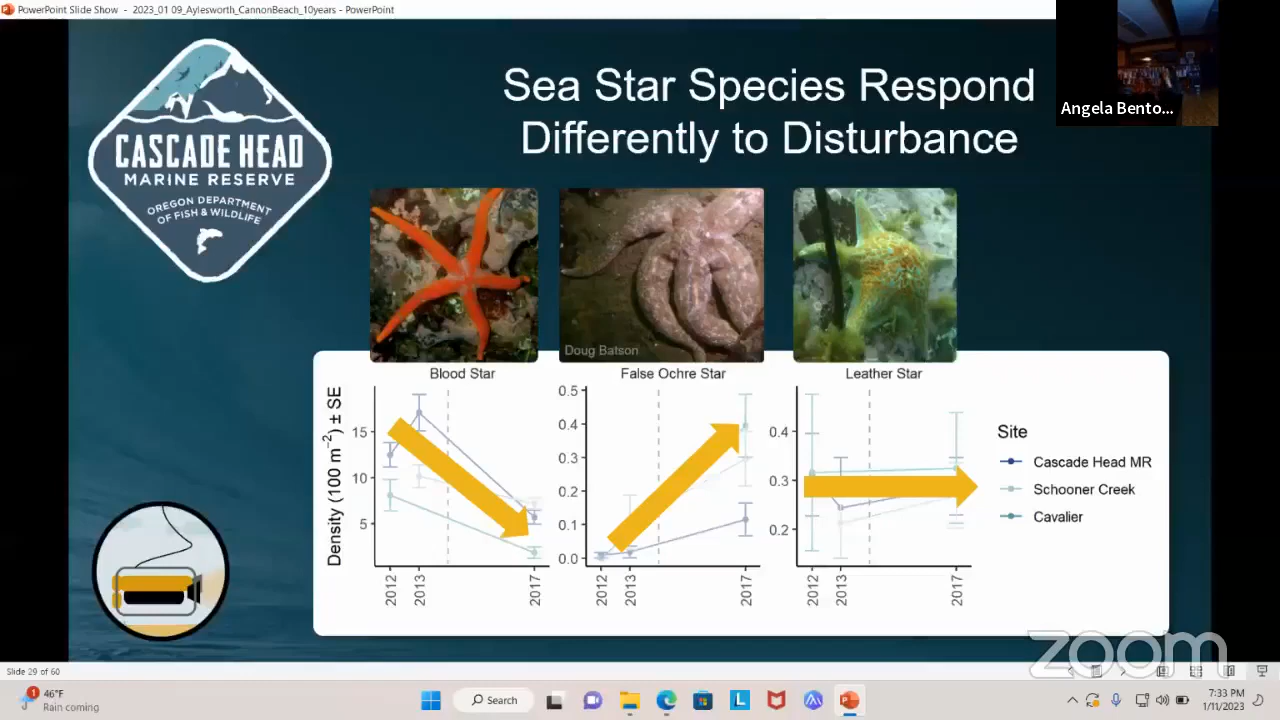 PowerPoint Slide Show - 2023_01 09_Aylesworth_CannonBeach_10years - PowerPoint
Angela Bento...
Sea Star Species Respond
Differently to Disturbance
CASCADE HEAD
MARINE RESERVE
OREGON DEPARTMENT
OF FISH & WILDLIFE
Doug Batson
Blood Star
False Ochre Star
Leather Star
Density (100 m⁻²) ± SE
15
10
5
2012
2013
2017
0.5
0.4
0.3
0.2
0.1
0.0
2012
2013
2017
0.4
0.3
0.2
2012
2013
2017
Site
Cascade Head MR
Schooner Creek
Cavalier
zoom
Slide 29 of 60
1
46°F
Rain coming
Search
L
7:33 PM
1/11/2023